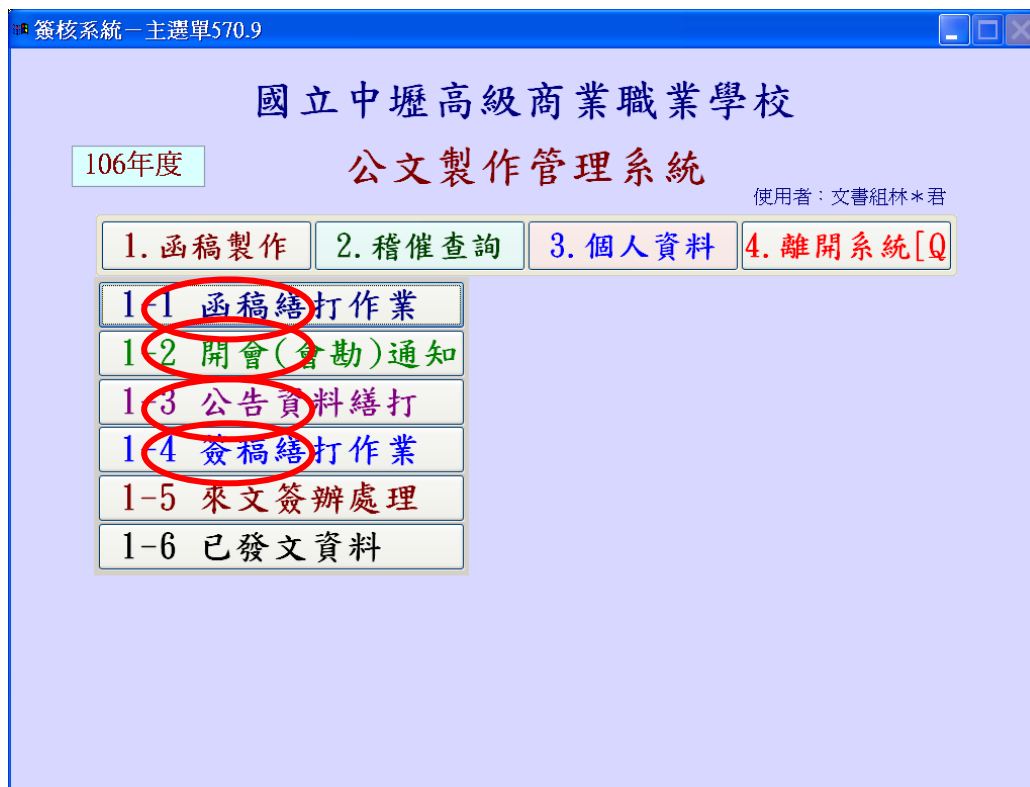 簽核系統－主選單570.9
國立中壢高級商業職業學校
106年度
公文製作管理系統
使用者：文書組林＊君
1.函稿製作 2.稽催查詢 3.個人資料 4.離開系統[Q
1-1 函稿繕打作業
1-2 開會(會勘)通知
1-3 公告資料繕打
1-4 簽稿繕打作業
1-5 來文簽辦處理
1-6 已發文資料